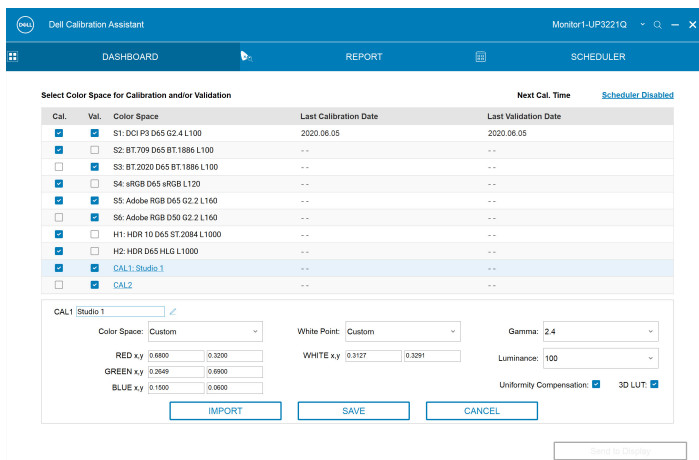 DELL Dell Calibration Assistant Monitor1-UP3221Q
DASHBOARD REPORT SCHEDULER
Select Color Space for Calibration and/or Validation Next Cal. Time Scheduler Disabled
Cal. Val. Color Space Last Calibration Date Last Validation Date
S1: DCI P3 D65 G2.4 L100 2020.06.05 2020.06.05
S2: BT.709 D65 BT.1886 L100 -- --
S3: BT.2020 D65 BT.1886 L100 -- --
S4: sRGB D65 sRGB L120 -- --
S5: Adobe RGB D65 G2.2 L160 -- --
S6: Adobe RGB D50 G2.2 L160 -- --
H1: HDR 10 D65 ST.2084 L1000 -- --
H2: HDR D65 HLG L1000 -- --
CAL1: Studio 1 -- --
CAL2 -- --
CAL1 Studio 1
Color Space: Custom White Point: Custom Gamma: 2.4
RED x,y 0.6800 0.3200 WHITE x,y 0.3127 0.3291 Luminance: 100
GREEN x,y 0.2649 0.6900
BLUE x,y 0.1500 0.0600 Uniformity Compensation: 3D LUT:
IMPORT SAVE CANCEL
Send to Display